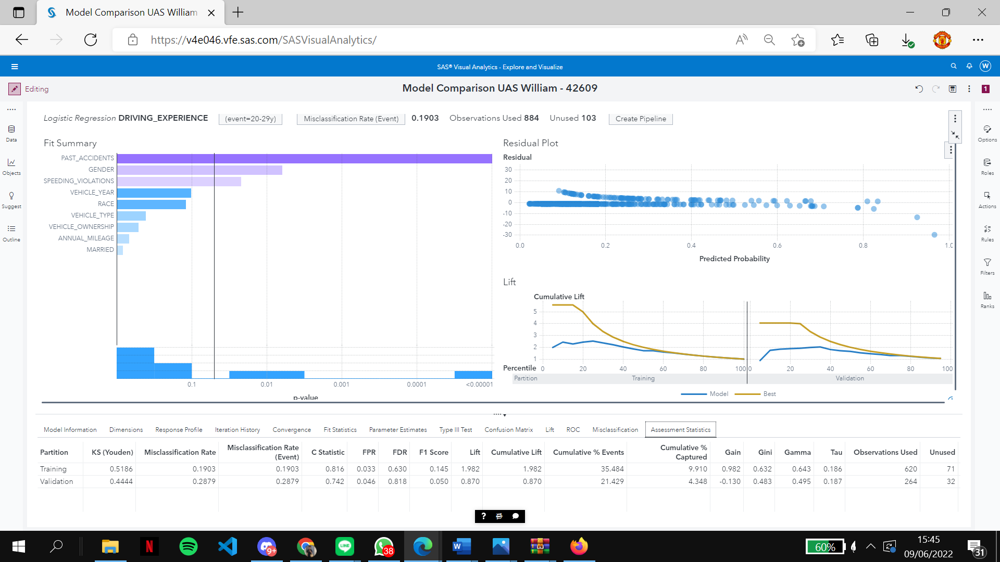 Model Comparison UAS William
https://v4e046.vfe.sas.com/SASVisualAnalytics/
SAS® Visual Analytics - Explore and Visualize
W
Editing
Model Comparison UAS William - 42609
1
Data
Objects
Suggest
Outline
Options
Roles
Actions
Rules
Filters
Ranks
Logistic Regression DRIVING_EXPERIENCE (event=20-29y) Misclassification Rate (Event) 0.1903 Observations Used 884 Unused 103 Create Pipeline
Fit Summary
PAST_ACCIDENTS
GENDER
SPEEDING_VIOLATIONS
VEHICLE_YEAR
RACE
VEHICLE_TYPE
VEHICLE_OWNERSHIP
ANNUAL_MILEAGE
MARRIED
0.1 0.01 0.001 0.0001 <0.00001
p-value
Residual Plot
Residual
30
20
10
0
-10
-20
-30
0.0 0.2 0.4 0.6 0.8 1.0
Predicted Probability
Lift
Cumulative Lift
5
4
3
2
1
Percentile 0 20 40 60 80 100 0 20 40 60 80 100
Partition Training Validation
Model Best
Model Information Dimensions Response Profile Iteration History Convergence Fit Statistics Parameter Estimates Type III Test Confusion Matrix Lift ROC Misclassification Assessment Statistics
Partition KS (Youden) Misclassification Rate Misclassification Rate (Event) C Statistic FPR FDR F1 Score Lift Cumulative Lift Cumulative % Events Cumulative % Captured Gain Gini Gamma Tau Observations Used Unused
Training 0.5186 0.1903 0.1903 0.816 0.033 0.630 0.145 1.982 1.982 35.484 9.910 0.982 0.632 0.643 0.186 620 71
Validation 0.4444 0.2879 0.2879 0.742 0.046 0.818 0.050 0.870 0.870 21.429 4.348 -0.130 0.483 0.495 0.187 264 32
?
N
9+
LINE
38
W
60%
15:45
09/06/2022
31